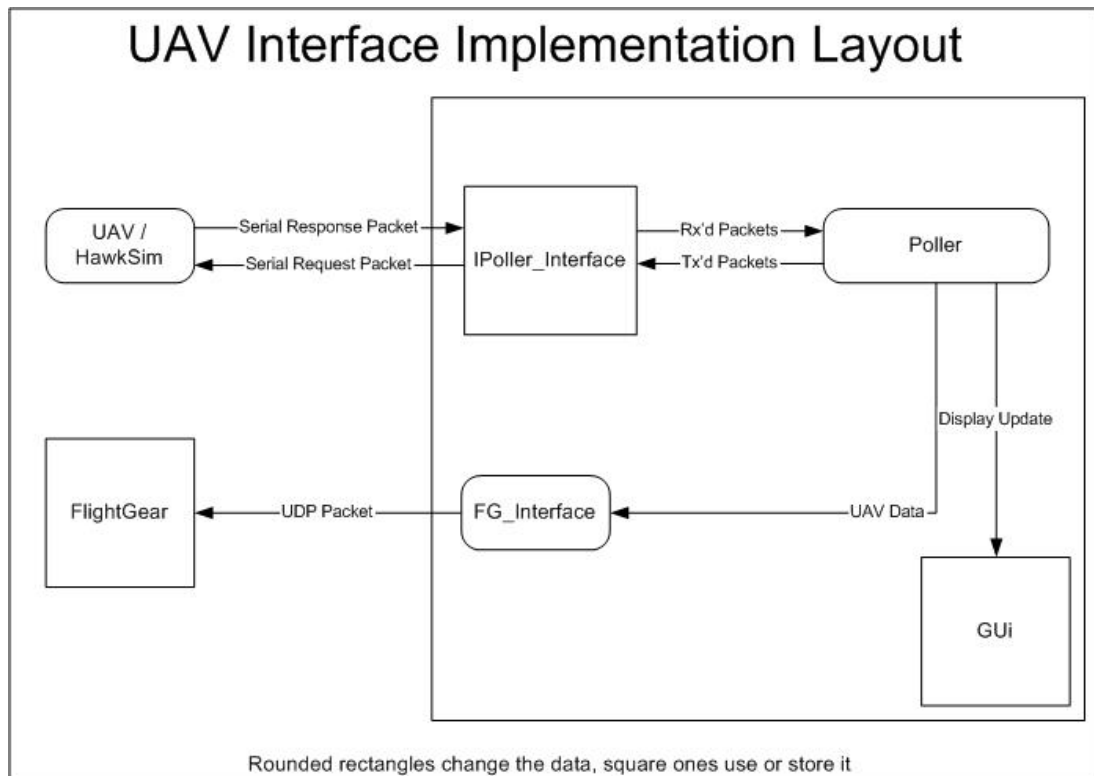 UAV Interface Implementation Layout
UAV /
HawkSim
Serial Response Packet
Serial Request Packet
IPoller_Interface
Rx'd Packets
Tx'd Packets
Poller
Display Update
FlightGear
UDP Packet
FG_Interface
UAV Data
GUi
Rounded rectangles change the data, square ones use or store it